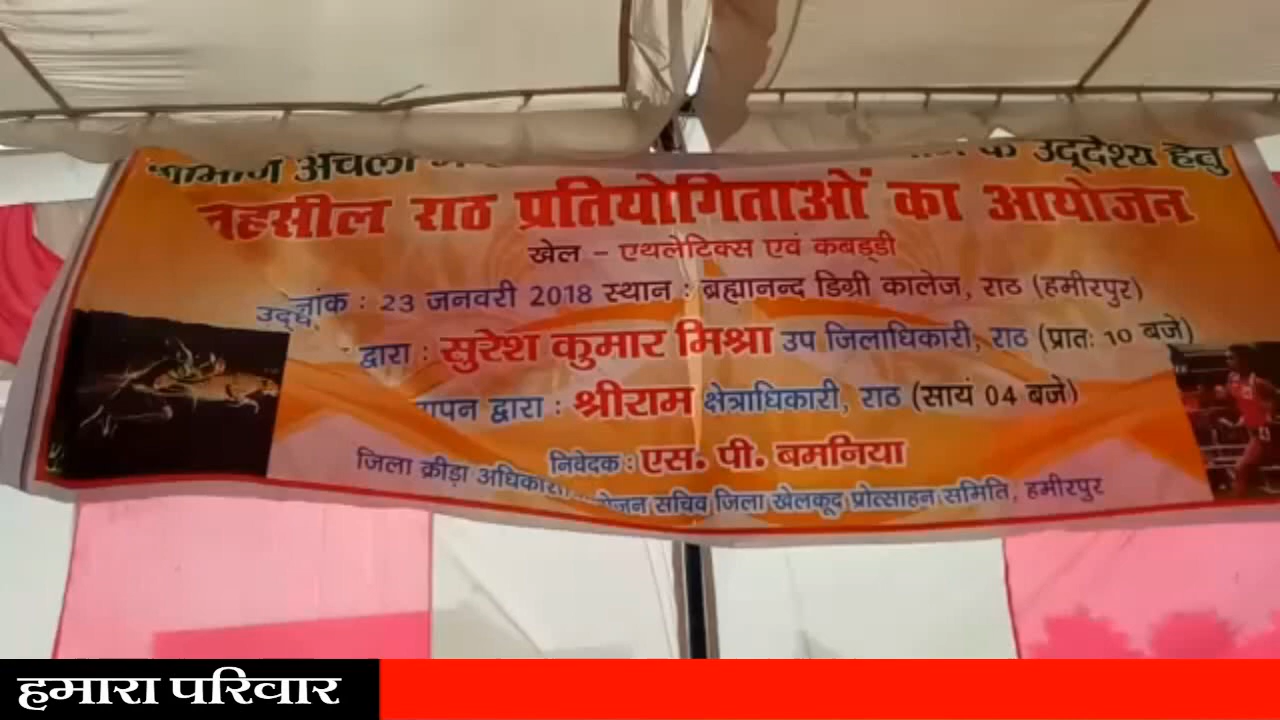 के उद्देश्य हेतु
तहसील राठ प्रतियोगिताओं का आयोजन
खेल - एथलेटिक्स एवं कबड्डी
23 जनवरी 2018 स्थान : ब्रह्मानन्द डिग्री कालेज, राठ (हमीरपुर)
द्वारा : सुरेश कुमार मिश्रा उप जिलाधिकारी, राठ (प्रातः 10 बजे)
द्वारा : श्रीराम क्षेत्राधिकारी, राठ (सायं 04 बजे)
निवेदक : एस. पी. बमनिया
जिला क्रीड़ा सचिव जिला खेलकूद प्रोत्साहन समिति, हमीरपुर
हमारा परिवार